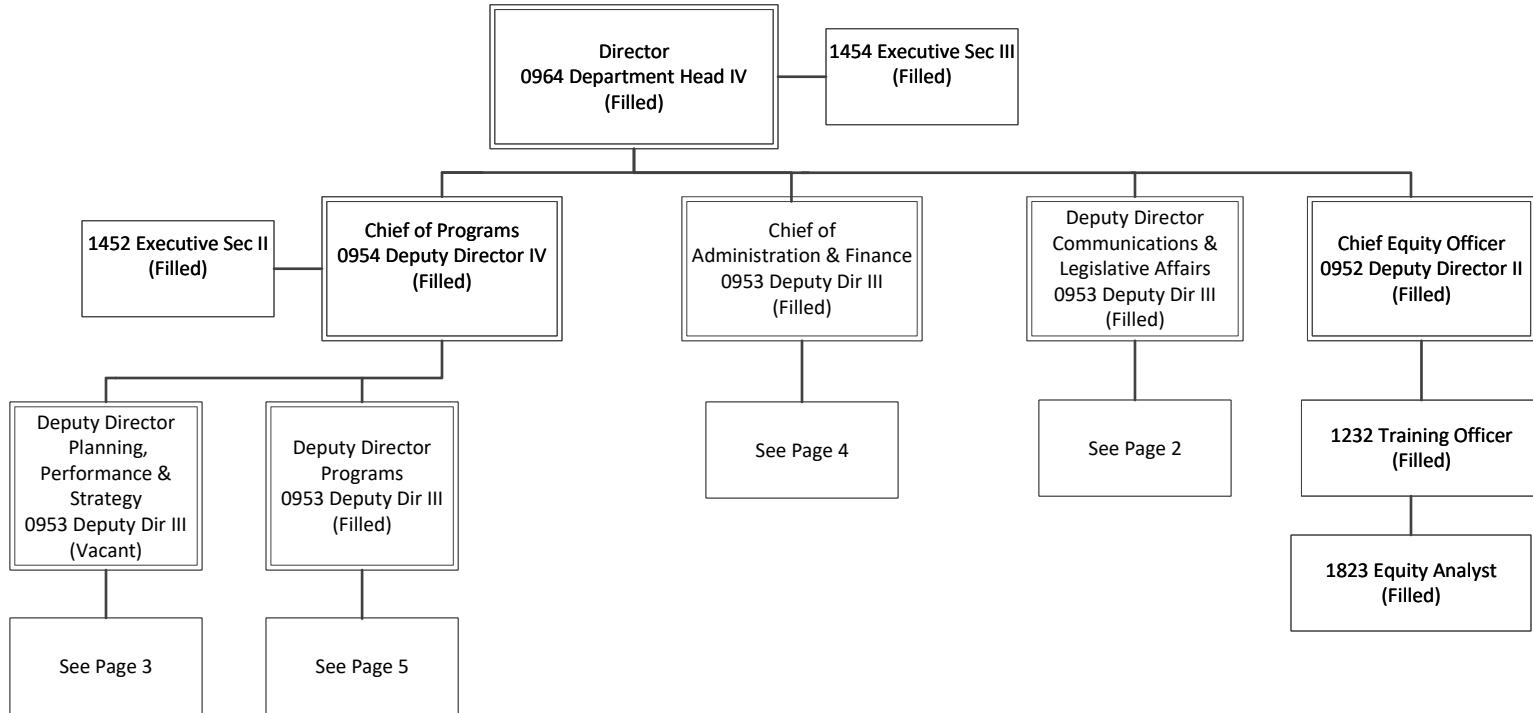 Director
0964 Department Head IV
(Filled)
1454 Executive Sec III
(Filled)
1452 Executive Sec II
(Filled)
Chief of Programs
0954 Deputy Director IV
(Filled)
Chief of
Administration & Finance
0953 Deputy Dir III
(Filled)
Deputy Director
Communications &
Legislative Affairs
0953 Deputy Dir III
(Filled)
Chief Equity Officer
0952 Deputy Director II
(Filled)
Deputy Director
Planning,
Performance &
Strategy
0953 Deputy Dir III
(Vacant)
Deputy Director
Programs
0953 Deputy Dir III
(Filled)
See Page 4
See Page 2
1232 Training Officer
(Filled)
1823 Equity Analyst
(Filled)
See Page 3
See Page 5